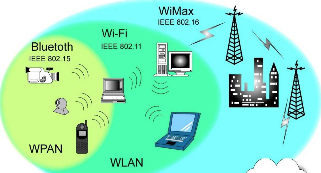 WiMax
IEEE 802.16
Wi-Fi
IEEE 802.11
Bluetoth
IEEE 802.15
WPAN
WLAN